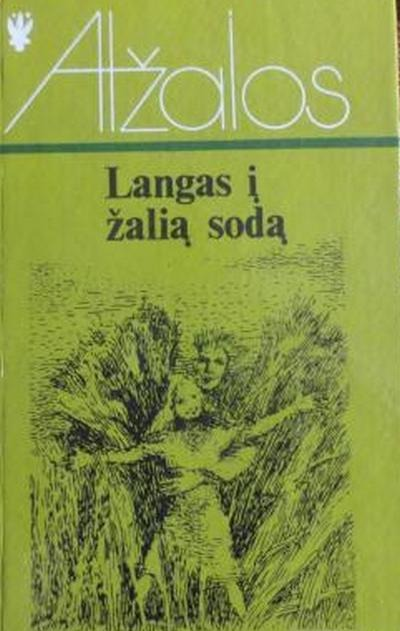 Atžalos
Langas į
žalią sodą